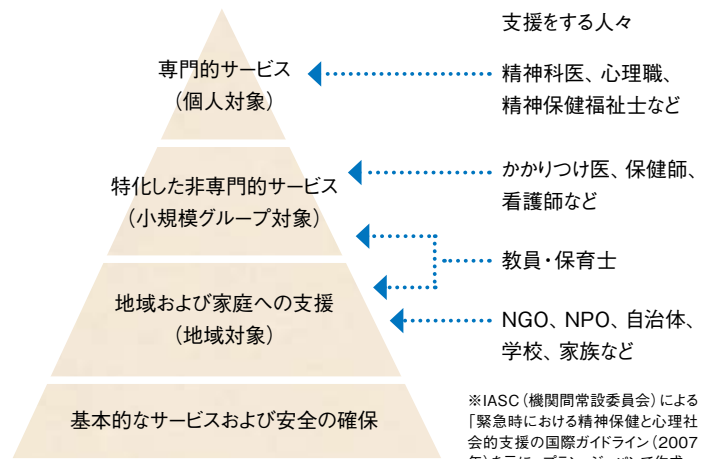 支援をする人々
専門的サービス
（個人対象）
精神科医、心理職、
精神保健福祉士など
特化した非専門的サービス
（小規模グループ対象）
かかりつけ医、保健師、
看護師など
教員・保育士
地域および家庭への支援
（地域対象）
NGO、NPO、自治体、
学校、家族など
基本的なサービスおよび安全の確保
※IASC（機関間常設委員会）による
「緊急時における精神保健と心理社
会的支援の国際ガイドライン（2007